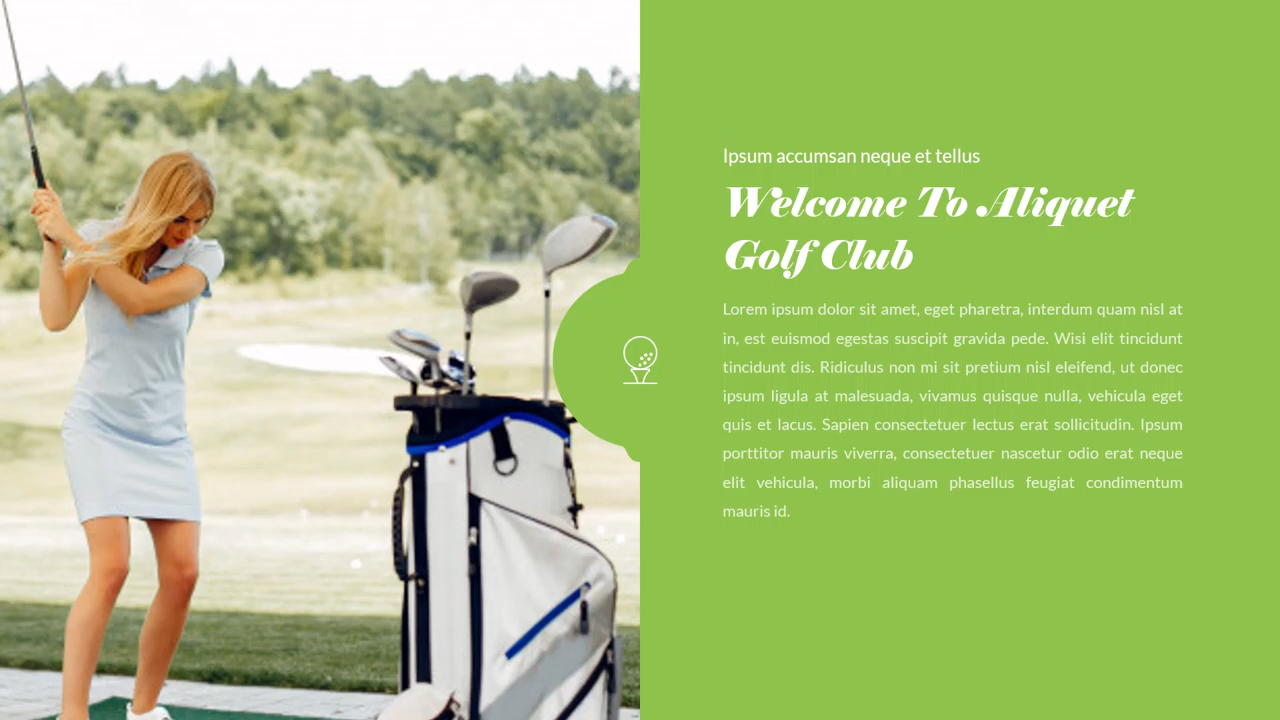 Ipsum accumsan neque et tellus
Welcome To Aliquet
Golf Club
Lorem ipsum dolor sit amet, eget pharetra, interdum quam nisl at
in, est euismod egestas suscipit gravida pede. Wisi elit tincidunt
tincidunt dis. Ridiculus non mi sit pretium nisl eleifend, ut donec
ipsum ligula at malesuada, vivamus quisque nulla, vehicula eget
quis et lacus. Sapien consectetuer lectus erat sollicitudin. Ipsum
porttitor mauris viverra, consectetuer nascetur odio erat neque
elit vehicula, morbi aliquam phasellus feugiat condimentum
mauris id.